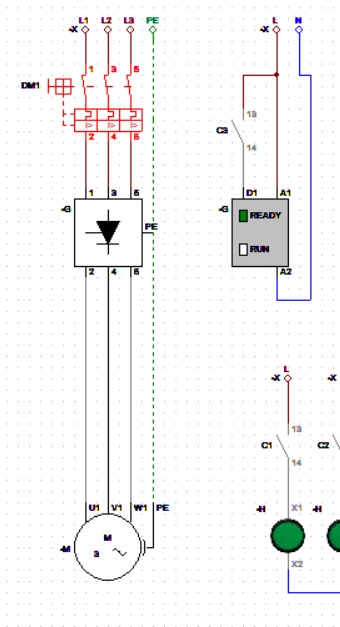 L1 L2 L3 PE
-X
L N
-X
DM1
1 3 5
2 4 6
C3
13
14
-G
1 3 5
PE
2 4 6
-G
D1 A1
READY
RUN
A2
L
-X
-X
C1
13
14
C2
-H
X1
-H
X2
U1 V1 W1 PE
-M
M
3